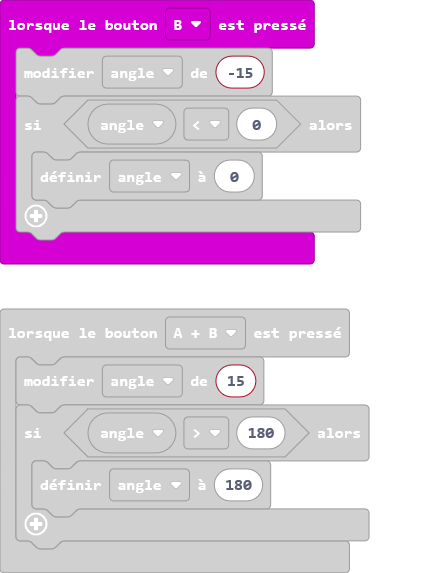 lorsque le bouton B est pressé
modifier angle de -15
si angle < 0 alors
définir angle à 0
lorsque le bouton A + B est pressé
modifier angle de 15
si angle > 180 alors
définir angle à 180